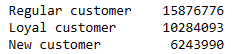 Regular customer    15876776
Loyal customer      10284093
New customer         6243990